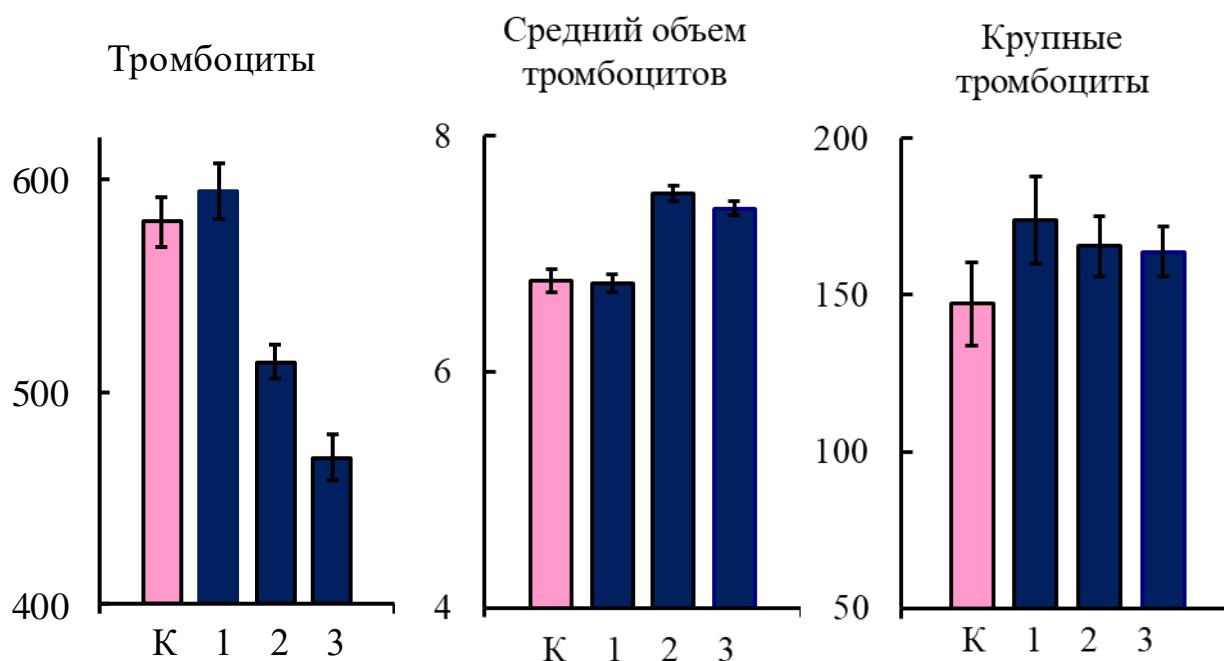 Тромбоциты
600
500
400
К 1 2 3
Средний объем
тромбоцитов
8
6
4
К 1 2 3
Крупные
тромбоциты
200
150
100
50
К 1 2 3